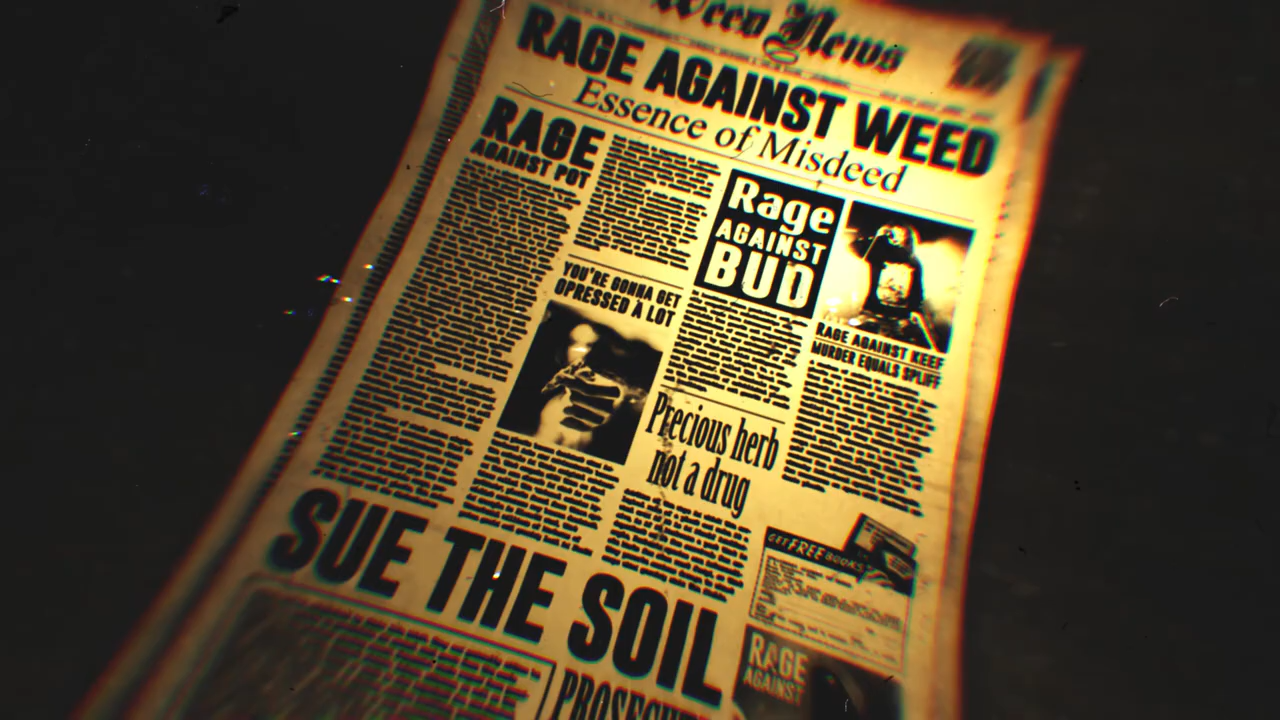 Weed News
RAGE AGAINST WEED
Essence of Misdeed
RAGE
AGAINST POT
Rage
AGAINST
BUD
YOU'RE GONNA GET
OPRESSED A LOT
RAGE AGAINST KEEF
MURDER EQUALS SPLIFF
Precious herb
not a drug
GET FREE BOOKS
SUE THE SOIL
RAGE
AGAINST